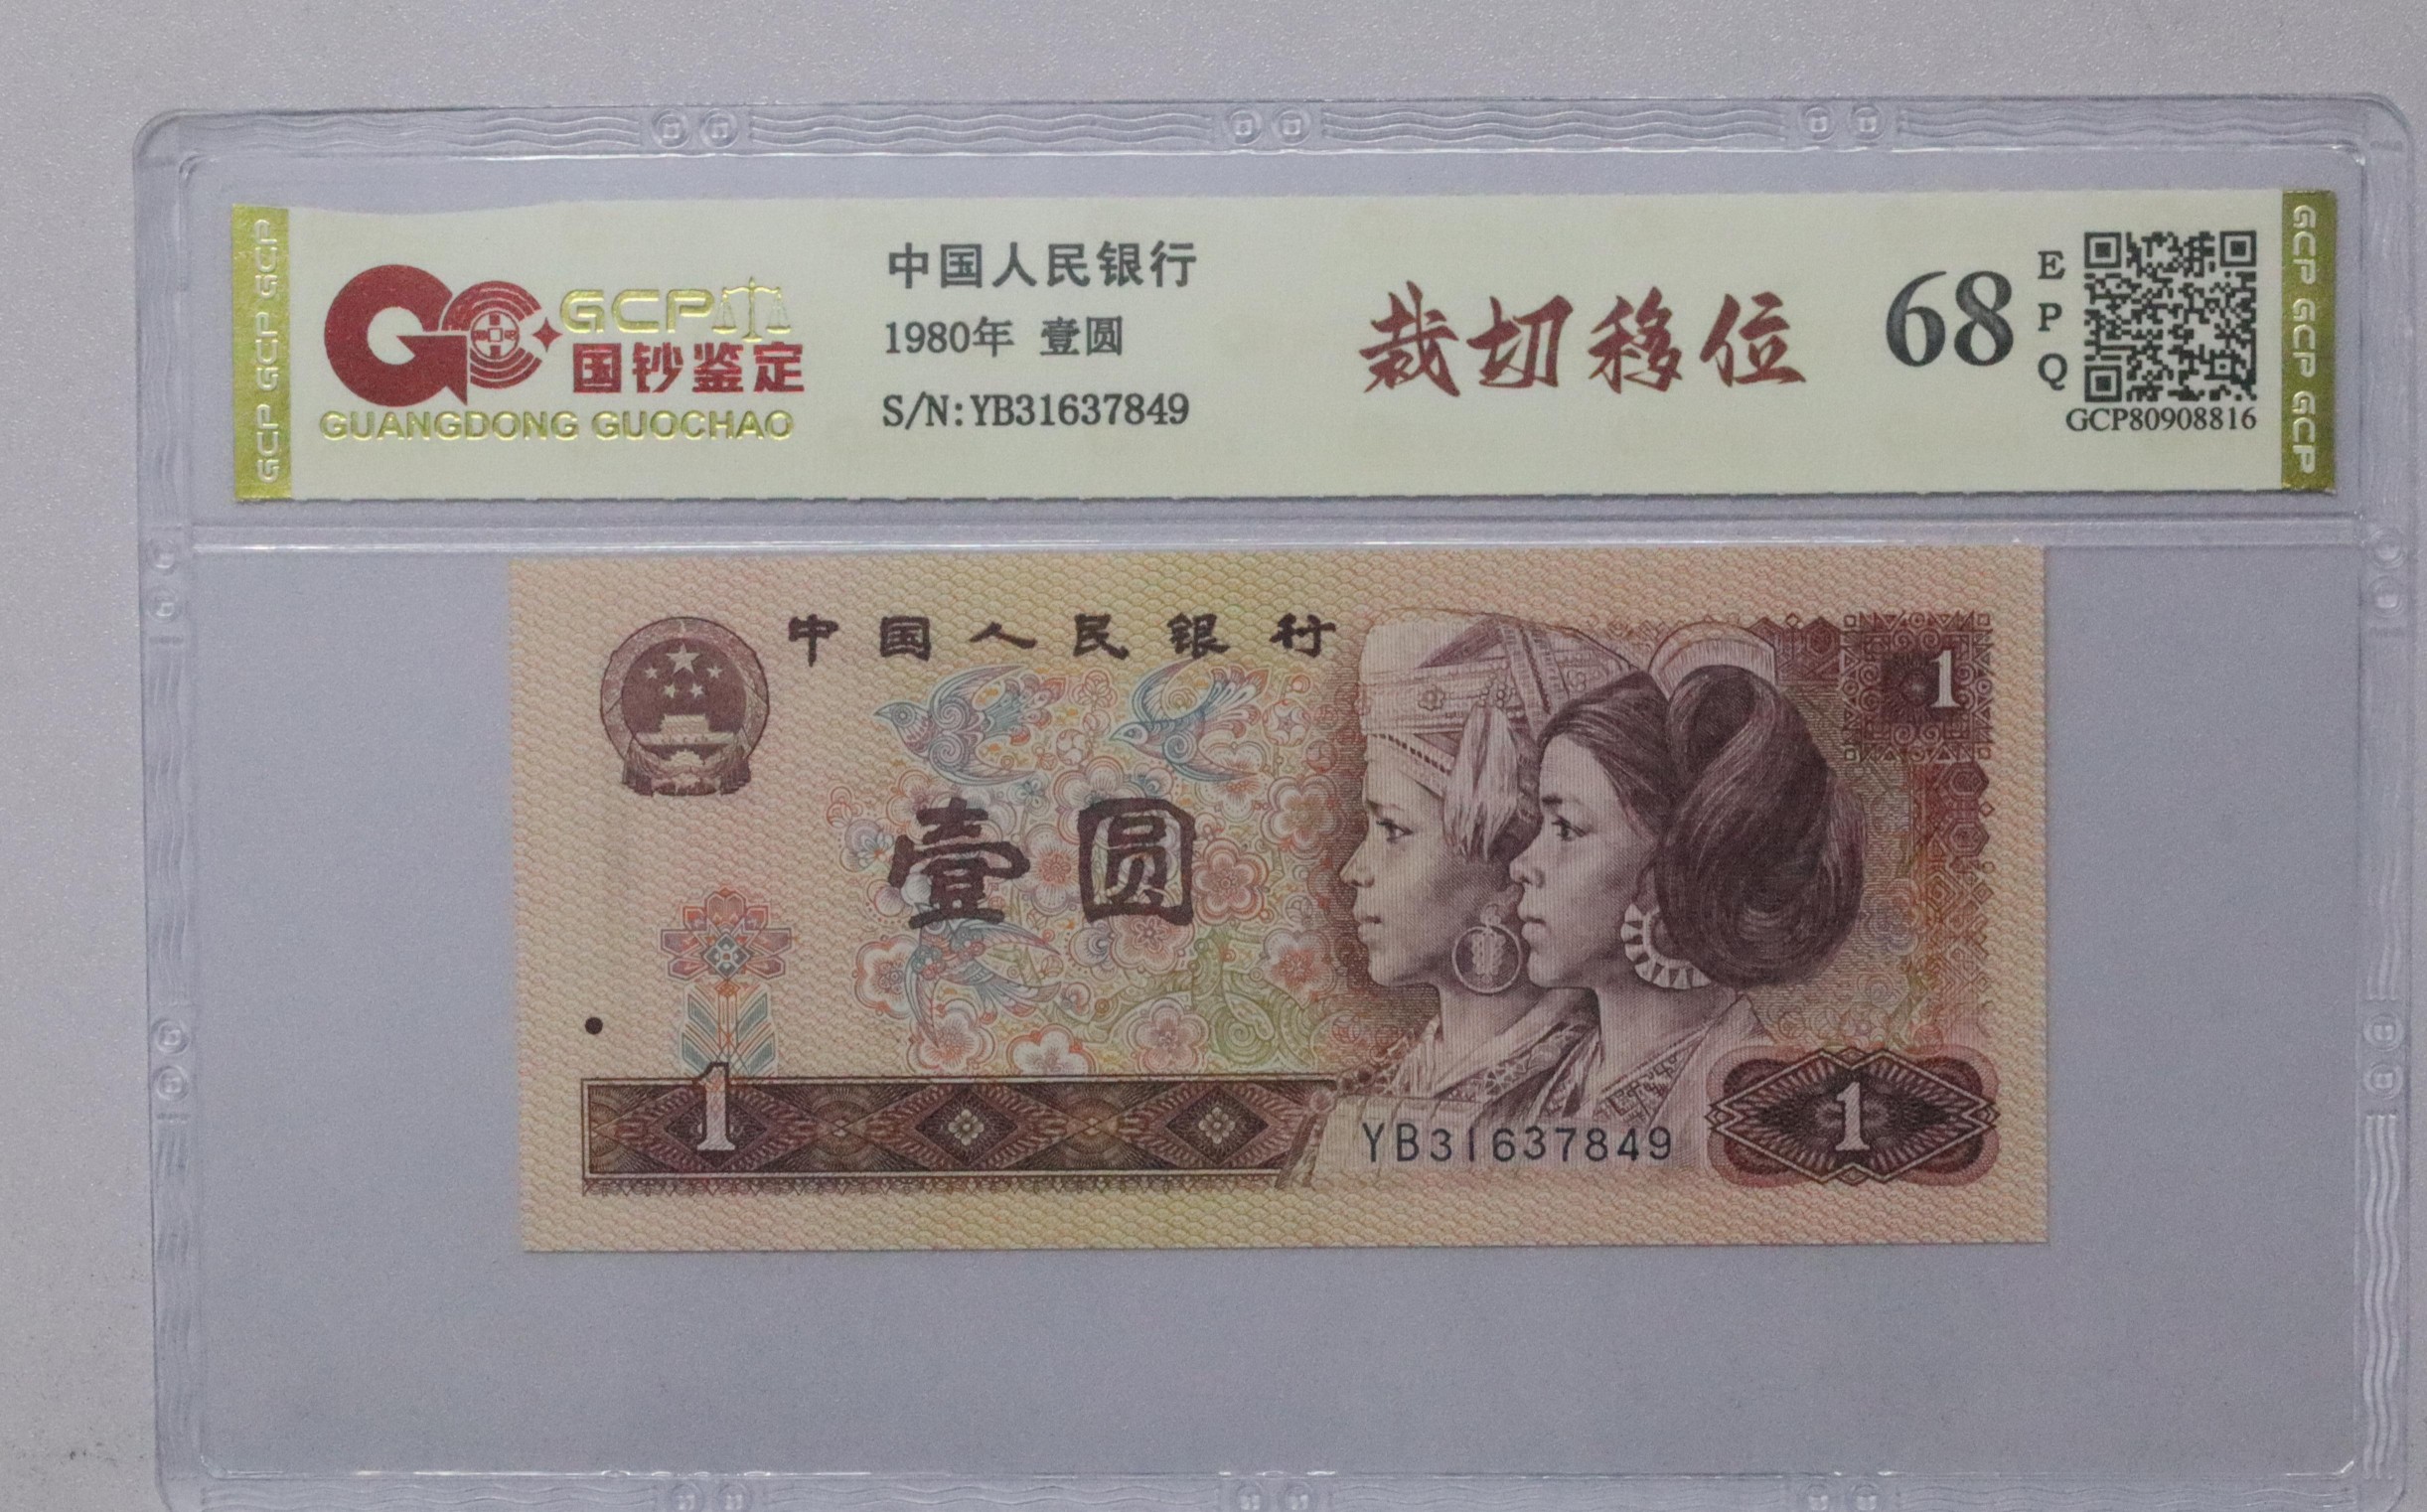 GCP GCP GCP
GCP
国钞鉴定
GUANGDONG GUOCHAO
中国人民银行
1980年 壹圆
S/N:YB31637849
裁切移位
68
E
P
Q
GCP80908816
GCP GCP GCP
中国人民银行
1
壹圆
1
YB31637849
1